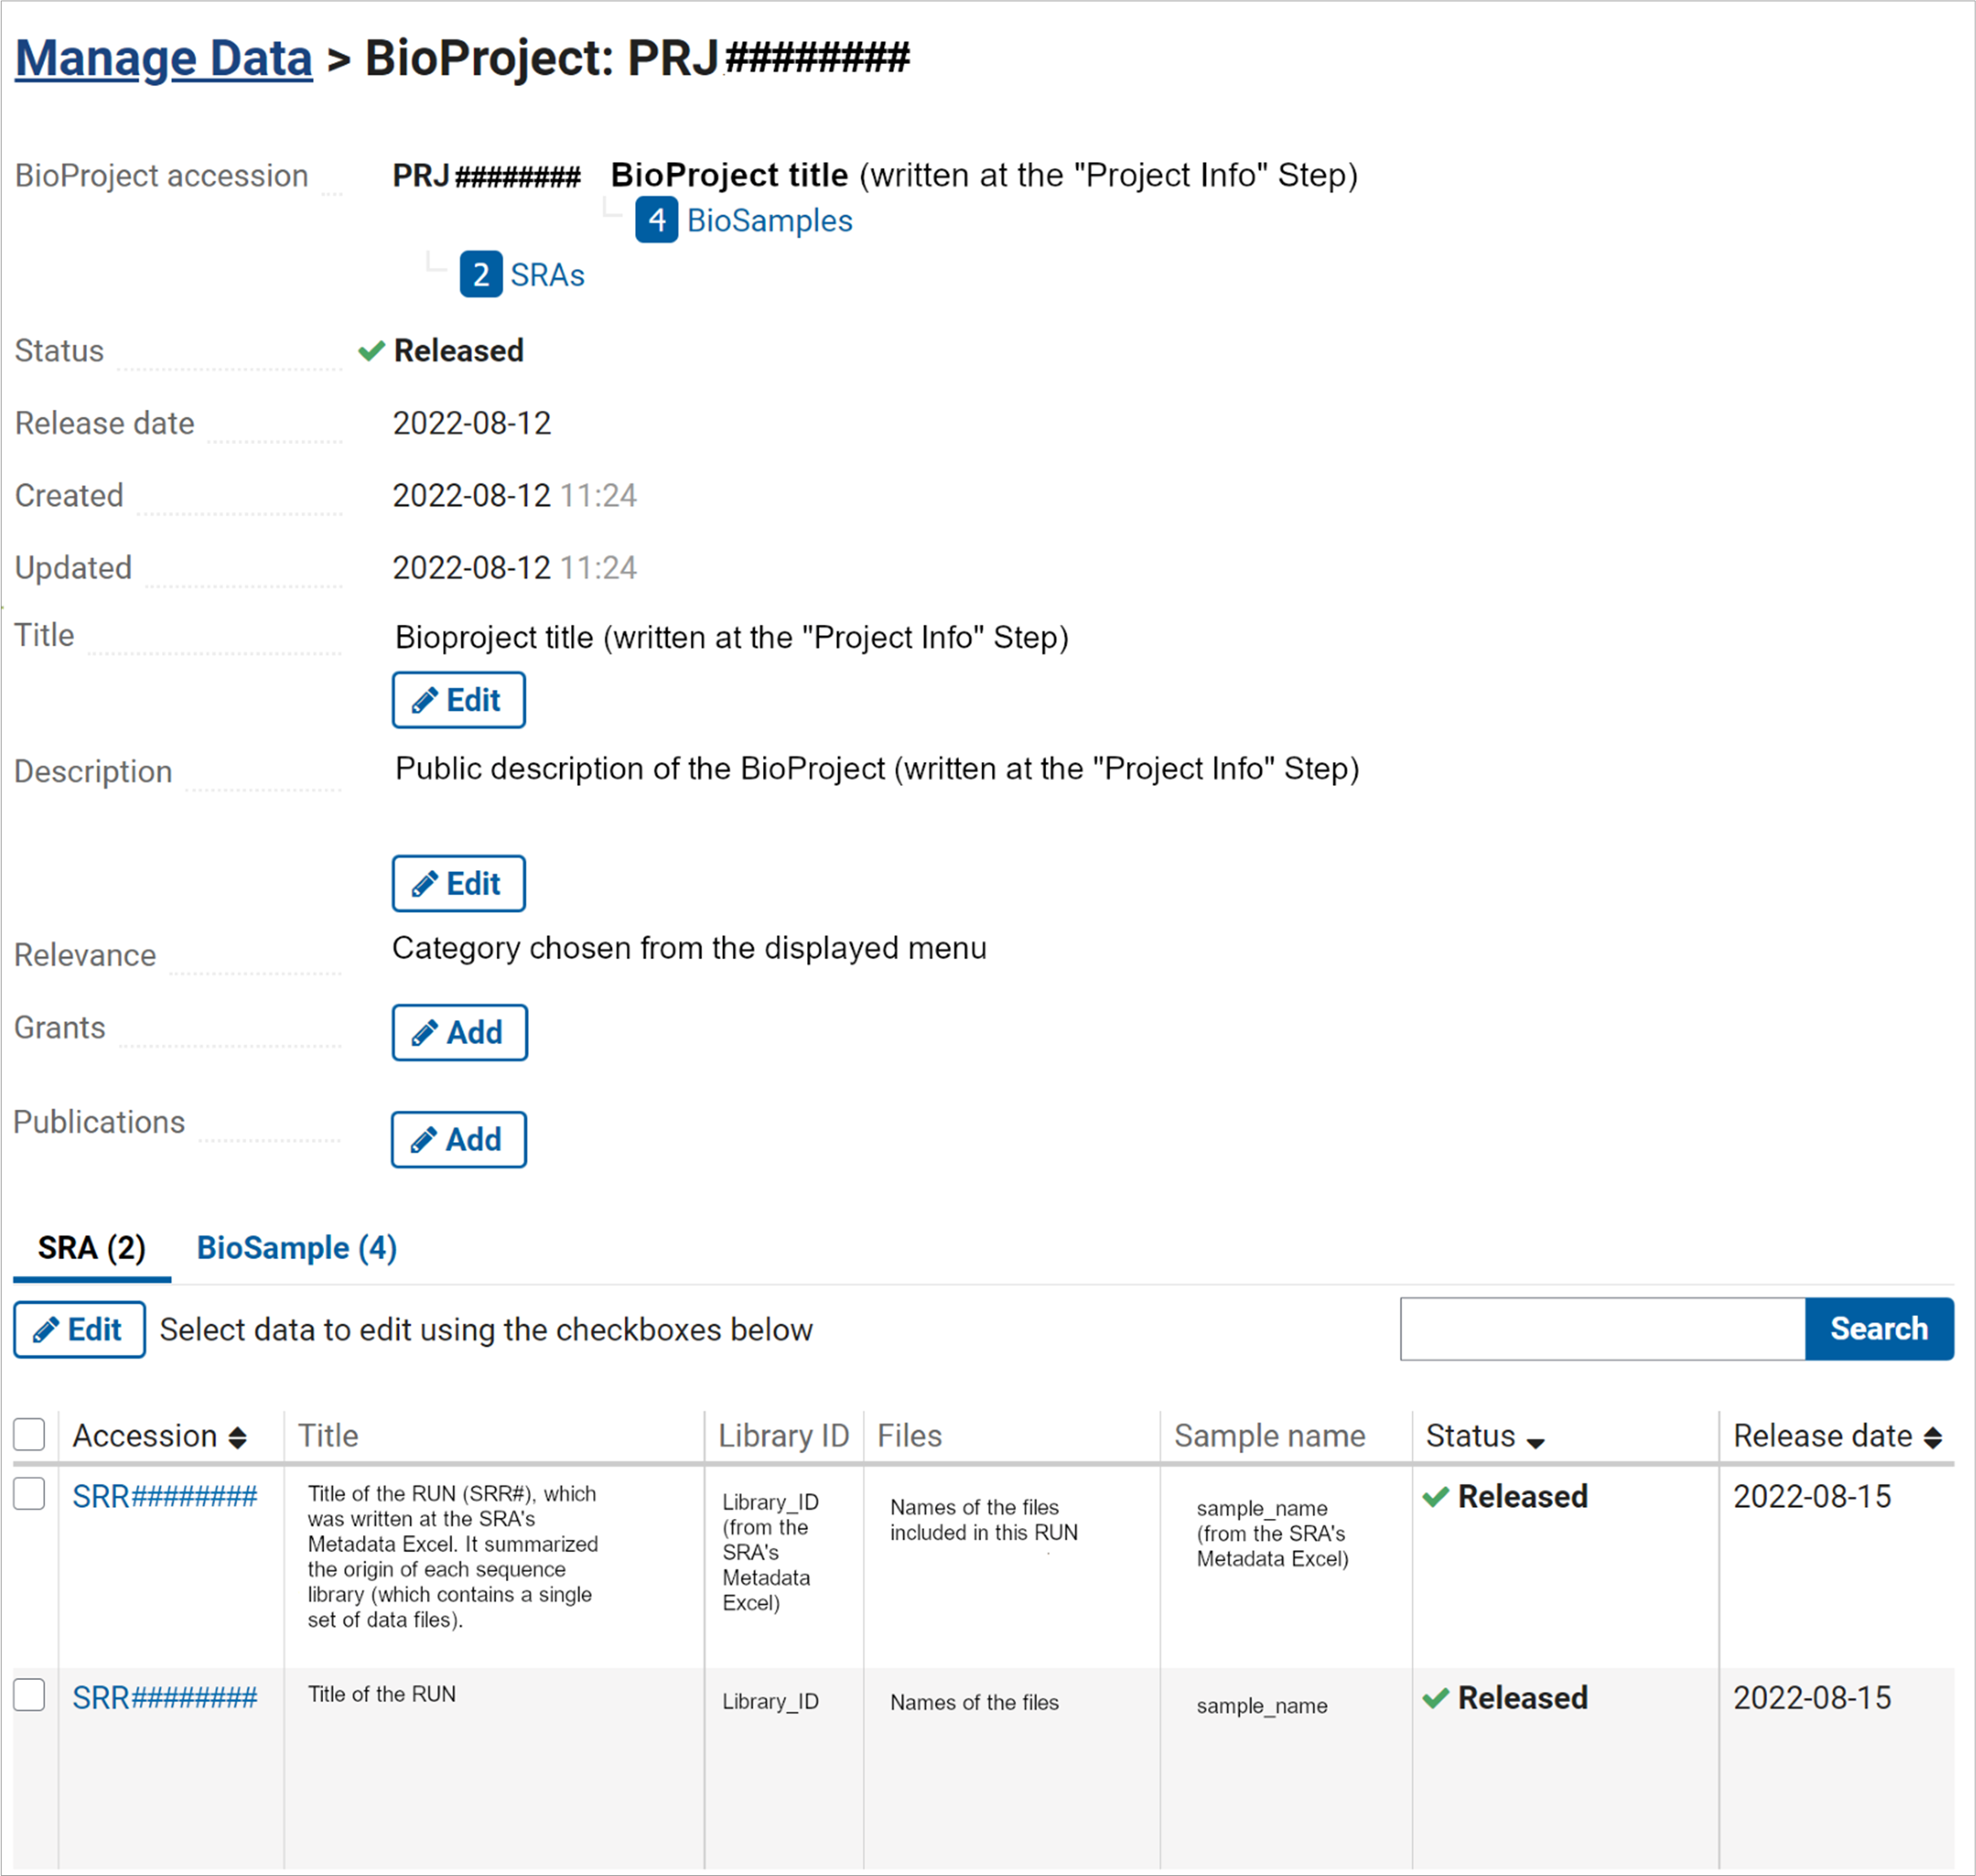 Manage Data > BioProject: PRJ########
BioProject accession PRJ######## BioProject title (written at the "Project Info" Step)
4 BioSamples
2 SRAs
Status Released
Release date 2022-08-12
Created 2022-08-12 11:24
Updated 2022-08-12 11:24
Title Bioproject title (written at the "Project Info" Step)
Edit
Description Public description of the BioProject (written at the "Project Info" Step)
Edit
Relevance Category chosen from the displayed menu
Grants Add
Publications Add
SRA (2) BioSample (4)
Edit Select data to edit using the checkboxes below Search
Accession Title Library ID Files Sample name Status Release date
SRR########
Title of the RUN (SRR#), which
was written at the SRA's
Metadata Excel. It summarized
the origin of each sequence
library (which contains a single
set of data files).
Library_ID
(from the
SRA's
Metadata
Excel)
Names of the files
included in this RUN
sample_name
(from the SRA's
Metadata Excel)
Released
2022-08-15
SRR######## Title of the RUN Library_ID Names of the files sample_name Released 2022-08-15